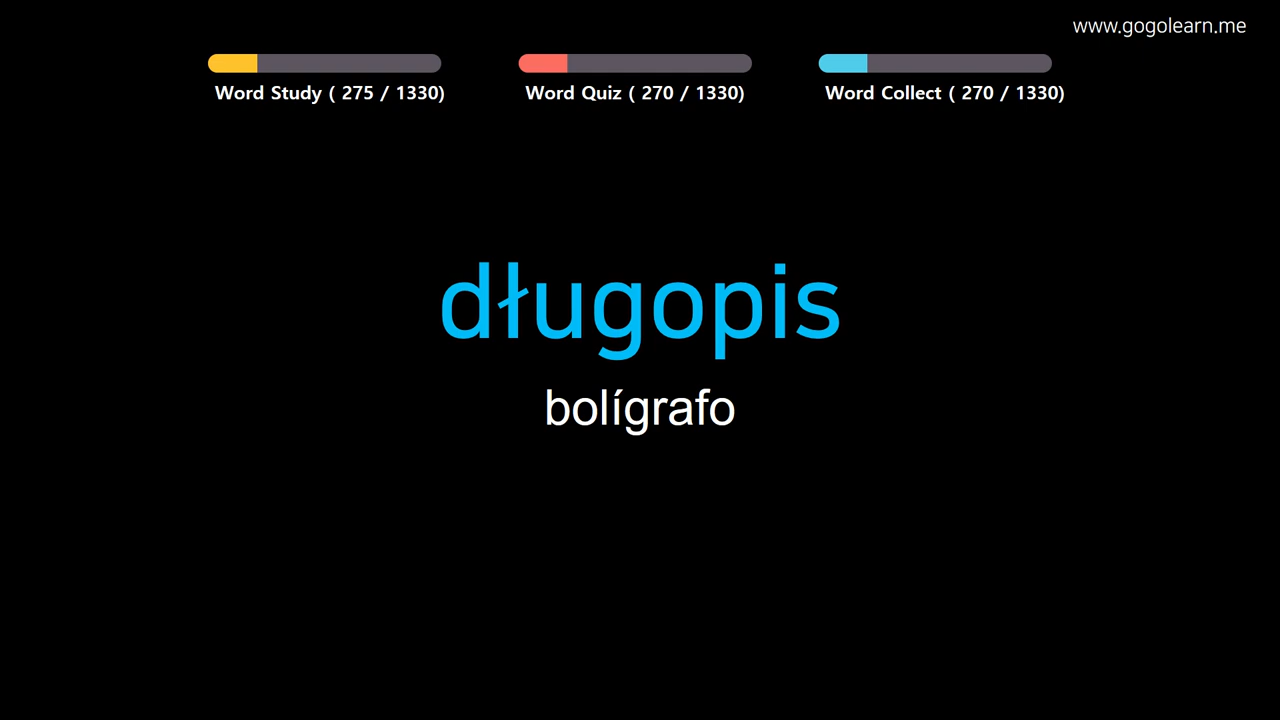 www.gogolearn.me
Word Study ( 275 / 1330)
Word Quiz ( 270 / 1330)
Word Collect ( 270 / 1330)
długopis
bolígrafo